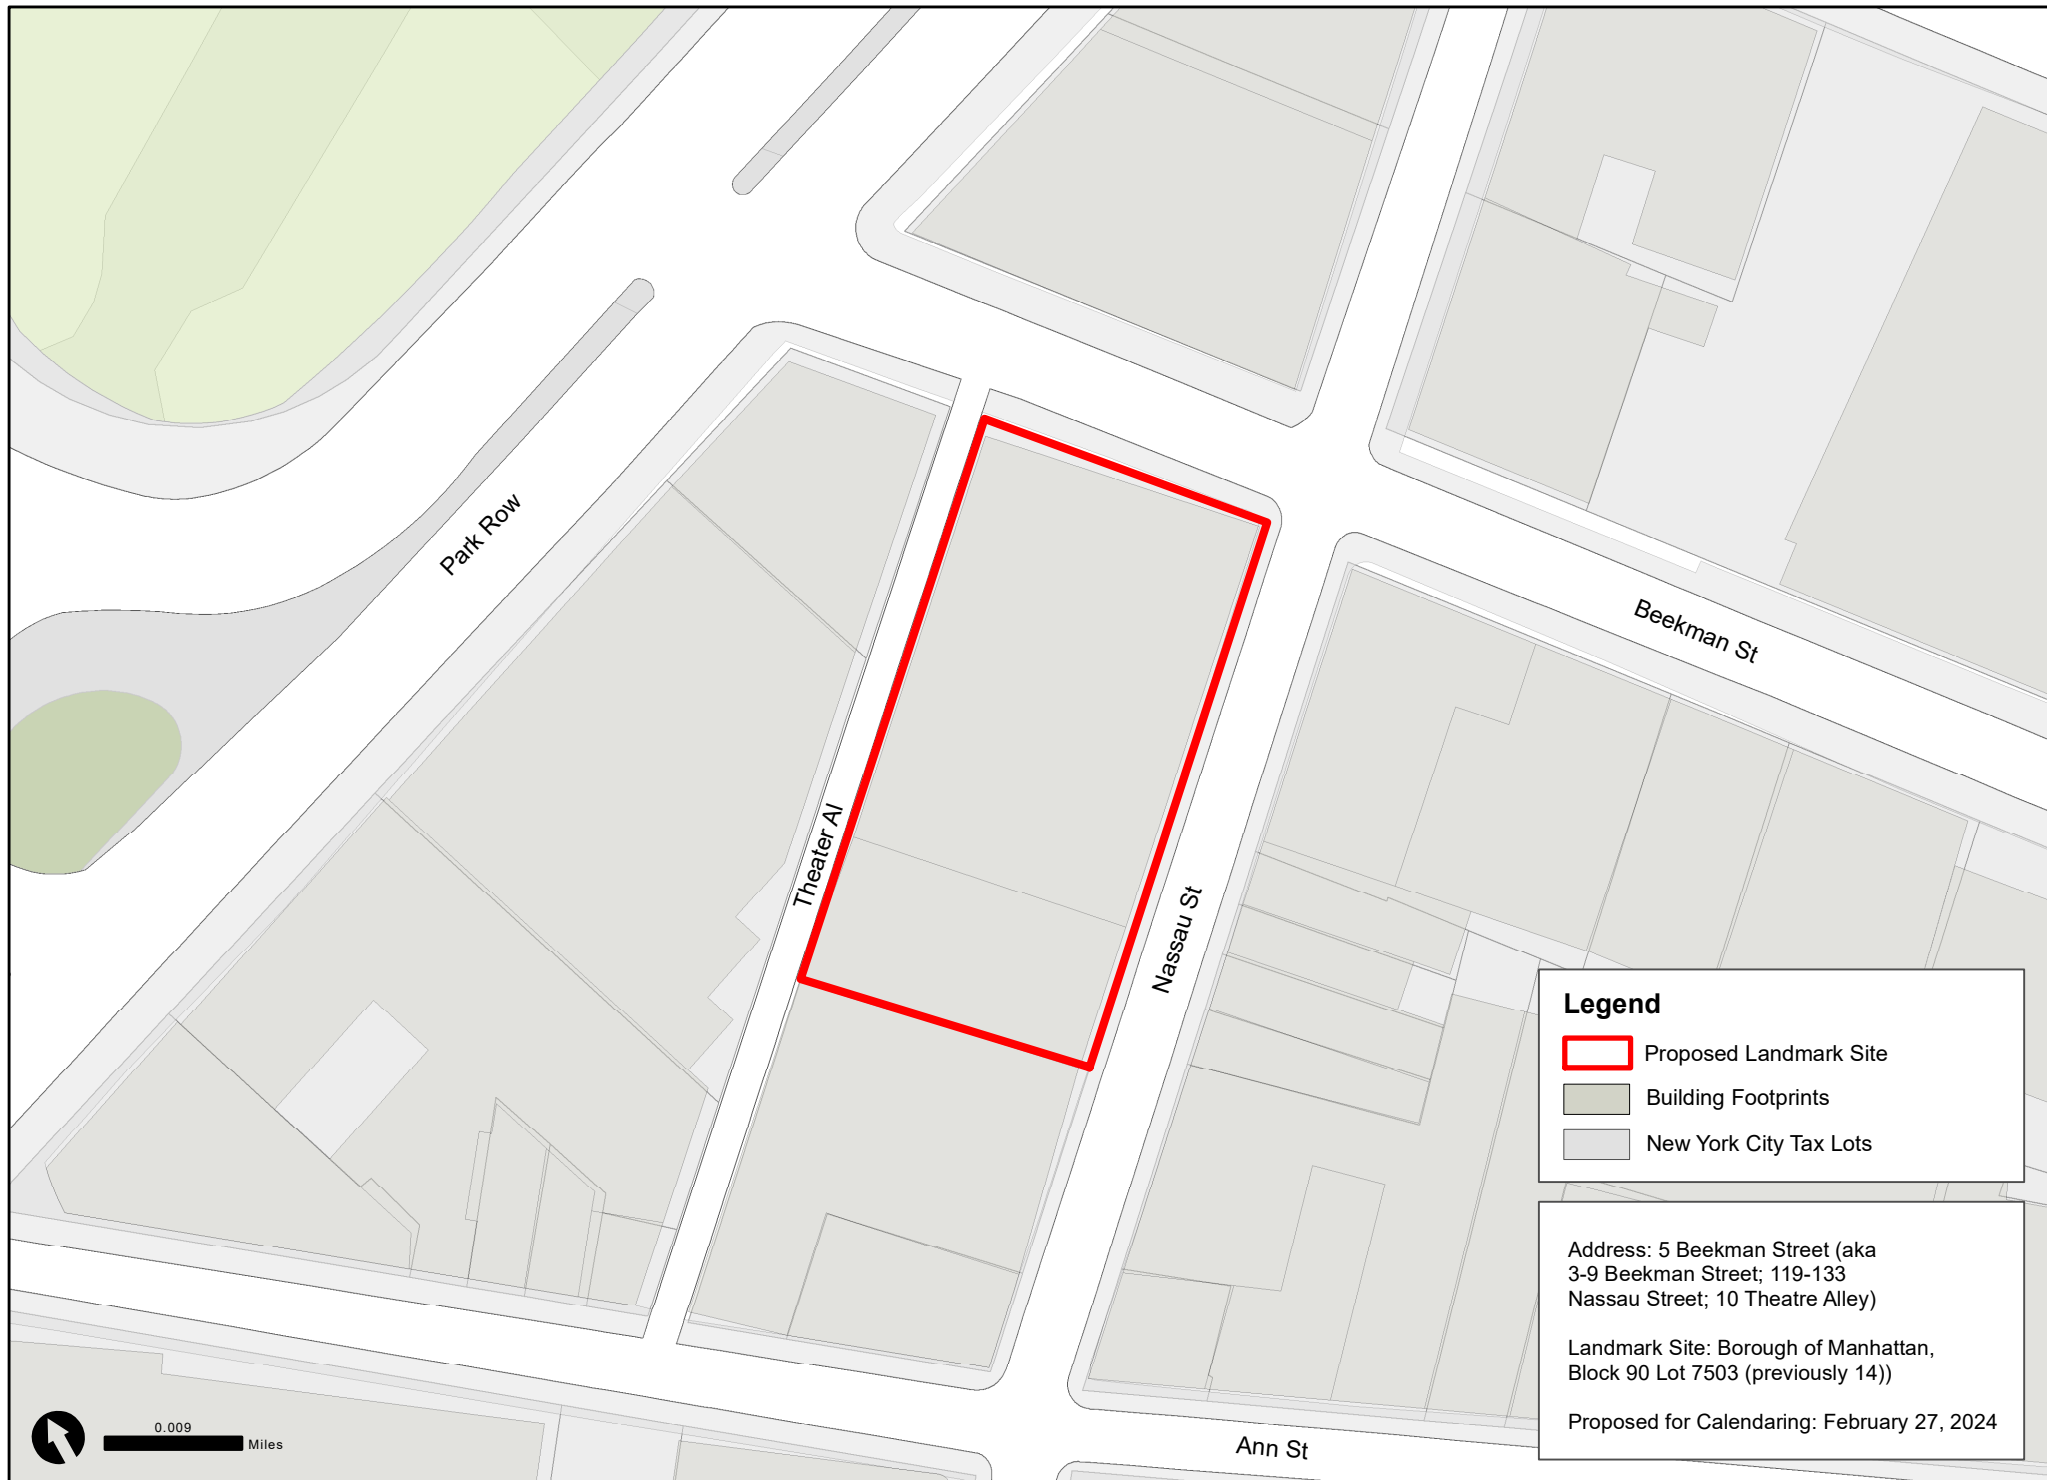 Park Row
Beekman St
Theater Al
Nassau St
Legend
Proposed Landmark Site
Building Footprints
New York City Tax Lots
Address: 5 Beekman Street (aka
3-9 Beekman Street; 119-133
Nassau Street; 10 Theatre Alley)
Landmark Site: Borough of Manhattan,
Block 90 Lot 7503 (previously 14))
Proposed for Calendaring: February 27, 2024
0.009
Miles
Ann St